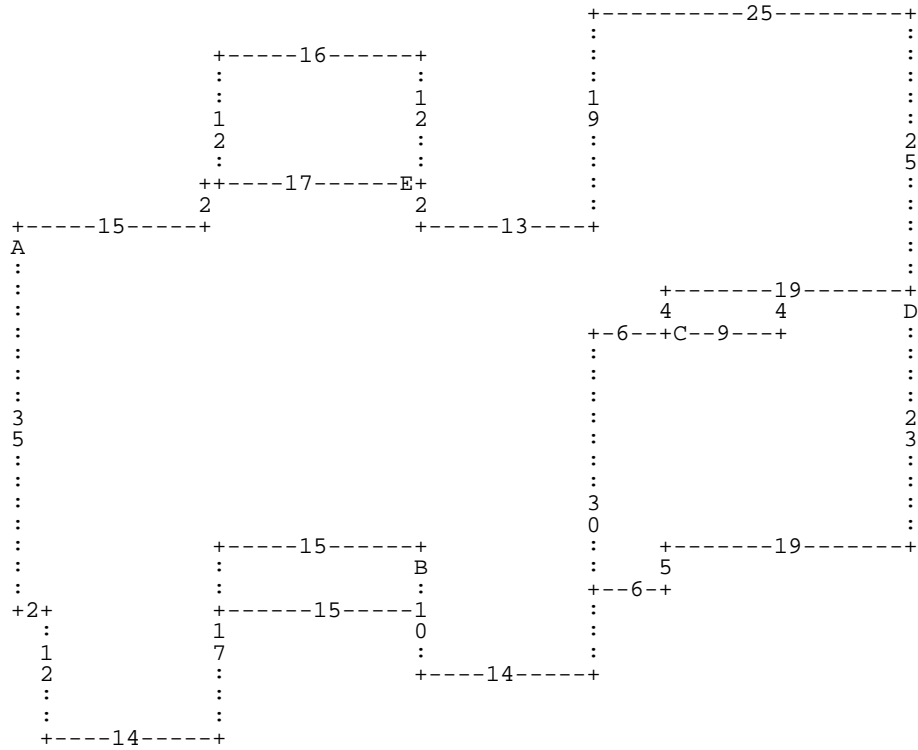 +----------25----------+
                                        :                      :
              +-----16------+           :                      :
              :             :           :                      :
              :             1           1                      :
              1             2           9                      :
              2             :           :                      2
              :             :           :                      5
             ++----17------E+           :                      :
             2              2           :                      :
+-----15-----+              +-----13----+                      :
A                                                              :
:                                                              :
:                                            +-------19--------+
:                                            4       4         D
:                                       +-6--+C--9---+         :
:                                       :                      :
:                                       :                      :
:                                       :                      :
3                                       :                      2
5                                       :                      3
:                                       :                      :
:                                       :                      :
:                                       3                      :
:                                       0                      :
:             +-----15------+           :    +-------19--------+
:             :             B           :    5
:             :             :           +--6-+
+2+           +------15-----1           :
  :           1             0           :
  1           7             :           :
  2           :             +----14-----+
  :           :
  :           :
  +----14-----+